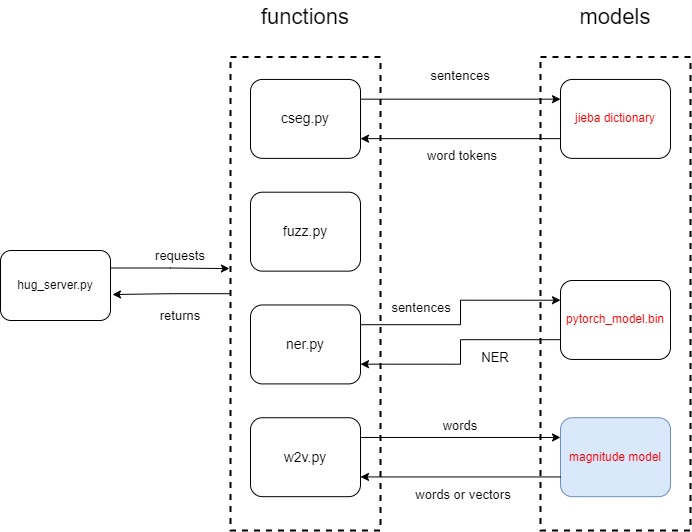 functions
models
sentences
cseg.py
jieba dictionary
word tokens
fuzz.py
requests
hug_server.py
returns
sentences
pytorch_model.bin
ner.py
NER
words
w2v.py
magnitude model
words or vectors